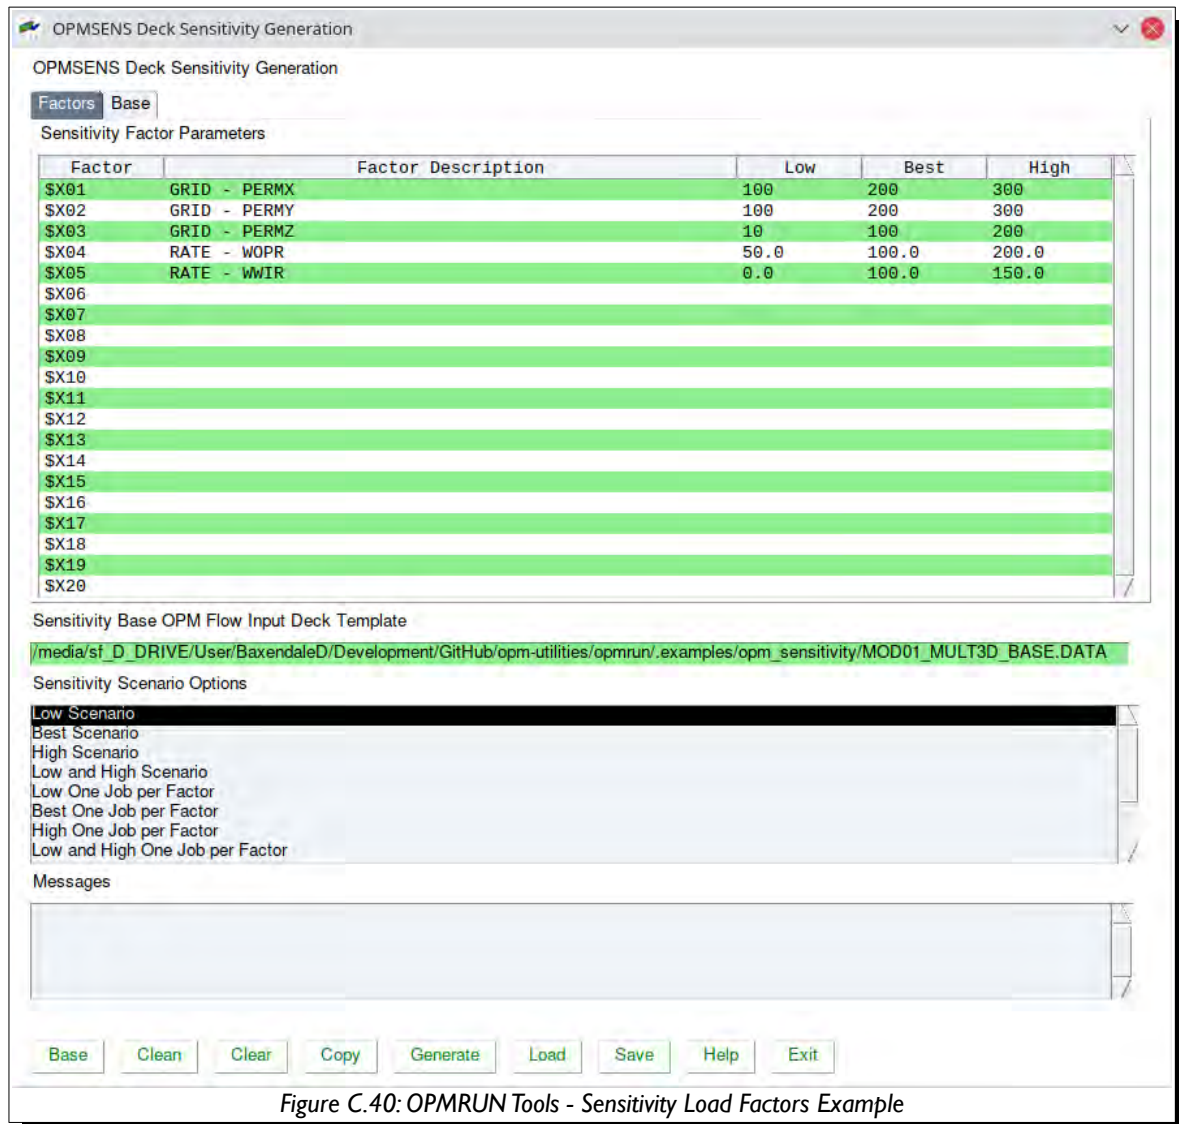 OPMSENS Deck Sensitivity Generation
OPMSENS Deck Sensitivity Generation
Factors Base
Sensitivity Factor Parameters
Factor Factor Description Low Best High
$X01 GRID - PERMX 100 200 300
$X02 GRID - PERMY 100 200 300
$X03 GRID - PERMZ 10 100 200
$X04 RATE - WOPR 50.0 100.0 200.0
$X05 RATE - WWIR 0.0 100.0 150.0
$X06
$X07
$X08
$X09
$X10
$X11
$X12
$X13
$X14
$X15
$X16
$X17
$X18
$X19
$X20
Sensitivity Base OPM Flow Input Deck Template
/media/sf_D_DRIVE/User/BaxendaleD/Development/GitHub/opm-utilities/opmrun/.examples/opm_sensitivity/MOD01_MULT3D_BASE.DATA
Sensitivity Scenario Options
Low Scenario
Best Scenario
High Scenario
Low and High Scenario
Low One Job per Factor
Best One Job per Factor
High One Job per Factor
Low and High One Job per Factor
Messages
Base Clean Clear Copy Generate Load Save Help Exit
Figure C.40: OPMRUN Tools - Sensitivity Load Factors Example